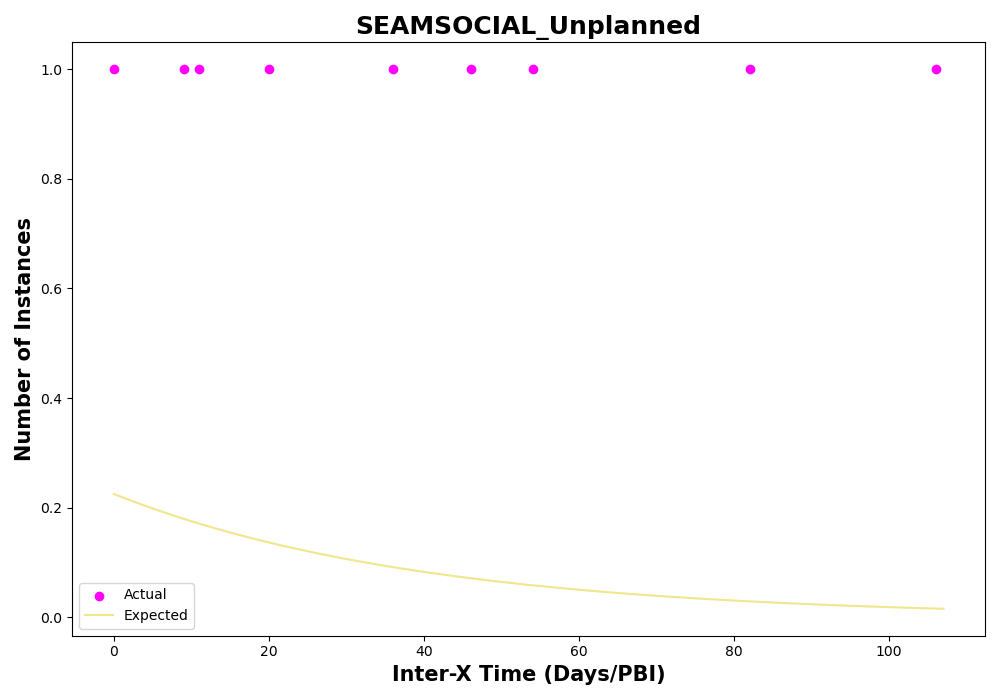 SEAMSOCIAL_Unplanned
Number of Instances
1.0
0.8
0.6
0.4
0.2
0.0
Actual
Expected
0 20 40 60 80 100
Inter-X Time (Days/PBI)